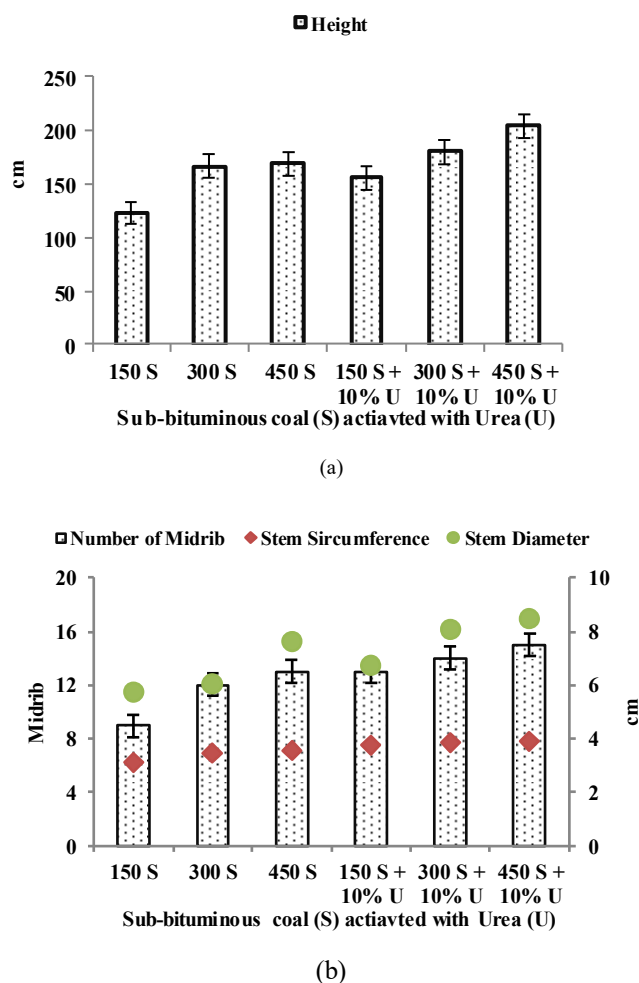 Height
250
200
150
100
50
0
cm
150 S 300 S 450 S 150 S + 10% U 300 S + 10% U 450 S + 10% U
Sub-bituminous coal (S) actiavted with Urea (U)
(a)
Number of Midrib Stem Sircumference Stem Diameter
20
16
12
8
4
0
Midrib
10
8
6
4
2
0
cm
150 S 300 S 450 S 150 S + 10% U 300 S + 10% U 450 S + 10% U
Sub-bituminous coal (S) actiavted with Urea (U)
(b)